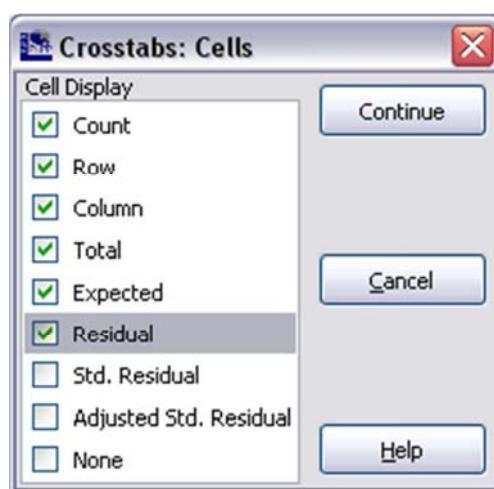 Crosstabs: Cells
Cell Display
Count
Row
Column
Total
Expected
Residual
Std. Residual
Adjusted Std. Residual
None
Continue
Cancel
Help